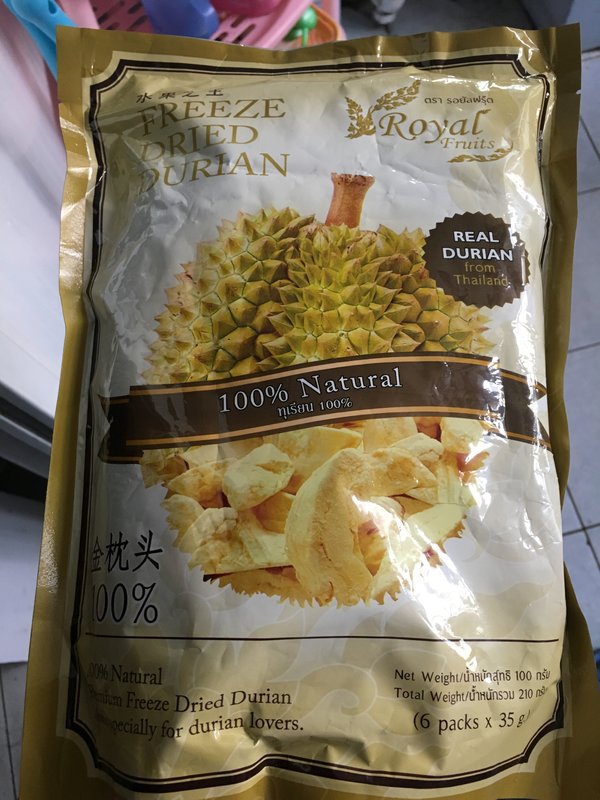 水果之王
FREEZE
DRIED
DURIAN
ตรา รอยัลฟรุ๊ต
Royal
Fruits
REAL
DURIAN
from
Thailand
100% Natural
ทุเรียน 100%
金枕头
100%
100% Natural
Premium Freeze Dried Durian
especially for durian lovers.
Net Weight/น้ำหนักสุทธิ 100 กรัม
Total Weight/น้ำหนักรวม 210 กรัม
(6 packs x 35 g.)